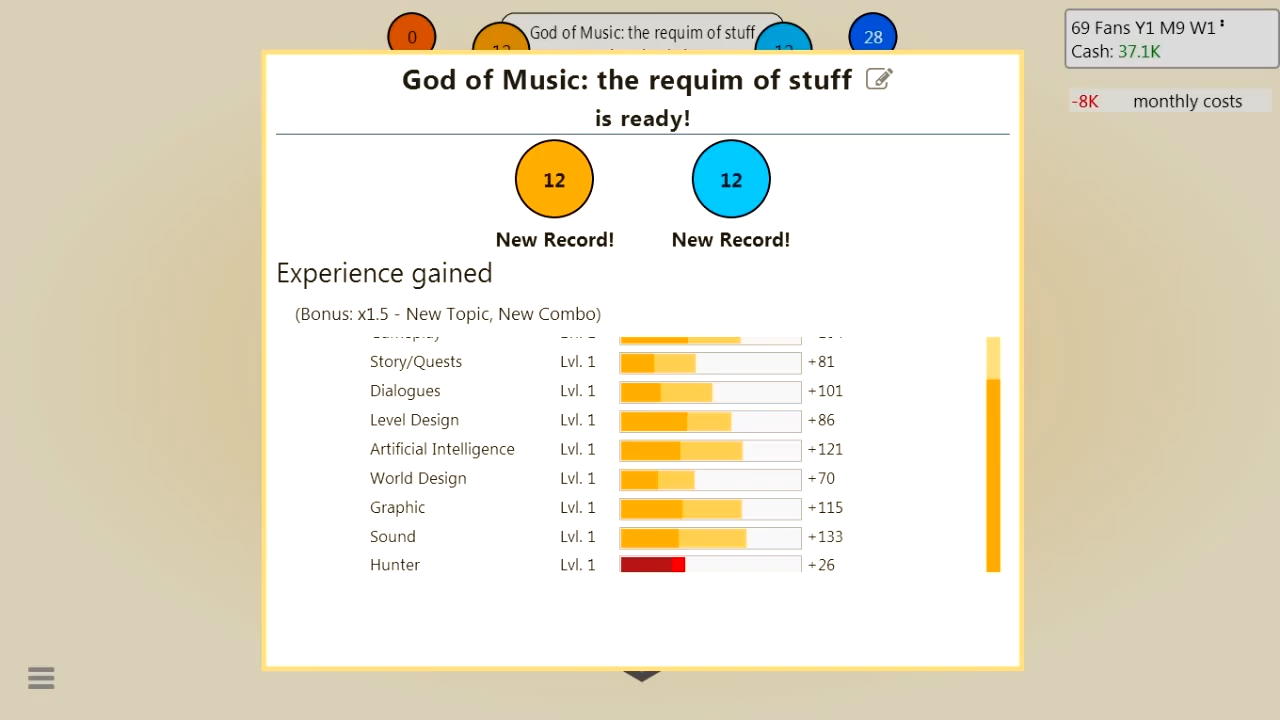 0
God of Music: the requim of stuff
28
69 Fans Y1 M9 W1
Cash: 37.1K
-8K monthly costs
God of Music: the requim of stuff
is ready!
12
12
New Record!
New Record!
Experience gained
(Bonus: x1.5 - New Topic, New Combo)
Story/Quests Lvl. 1 +81
Dialogues Lvl. 1 +101
Level Design Lvl. 1 +86
Artificial Intelligence Lvl. 1 +121
World Design Lvl. 1 +70
Graphic Lvl. 1 +115
Sound Lvl. 1 +133
Hunter Lvl. 1 +26